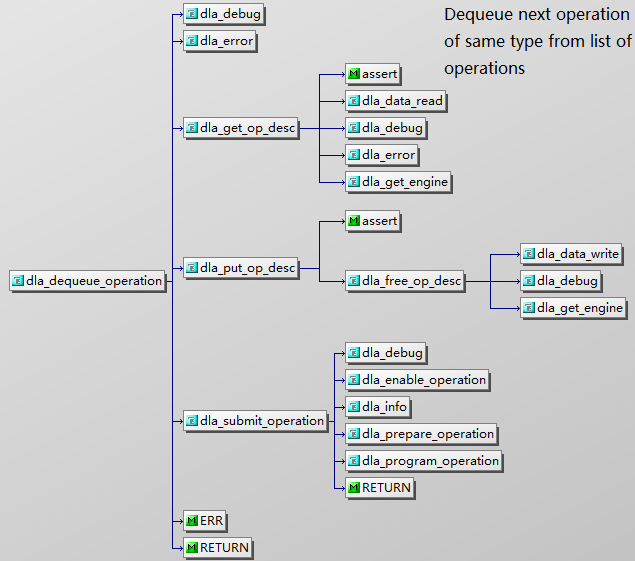 Dequeue next operation
of same type from list of
operations
dla_debug
dla_error
dla_get_op_desc
assert
dla_data_read
dla_debug
dla_error
dla_get_engine
dla_dequeue_operation
dla_put_op_desc
assert
dla_free_op_desc
dla_data_write
dla_debug
dla_get_engine
dla_submit_operation
dla_debug
dla_enable_operation
dla_info
dla_prepare_operation
dla_program_operation
RETURN
ERR
RETURN